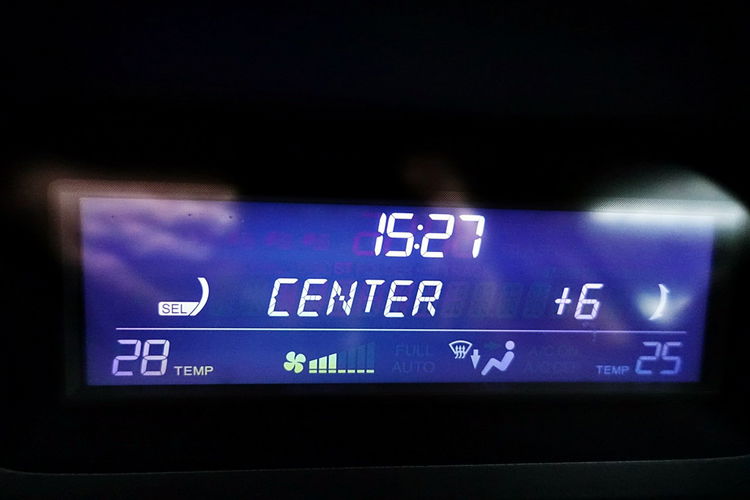 15:27
SEL CENTER +6
28 TEMP FULL AUTO TEMP 25